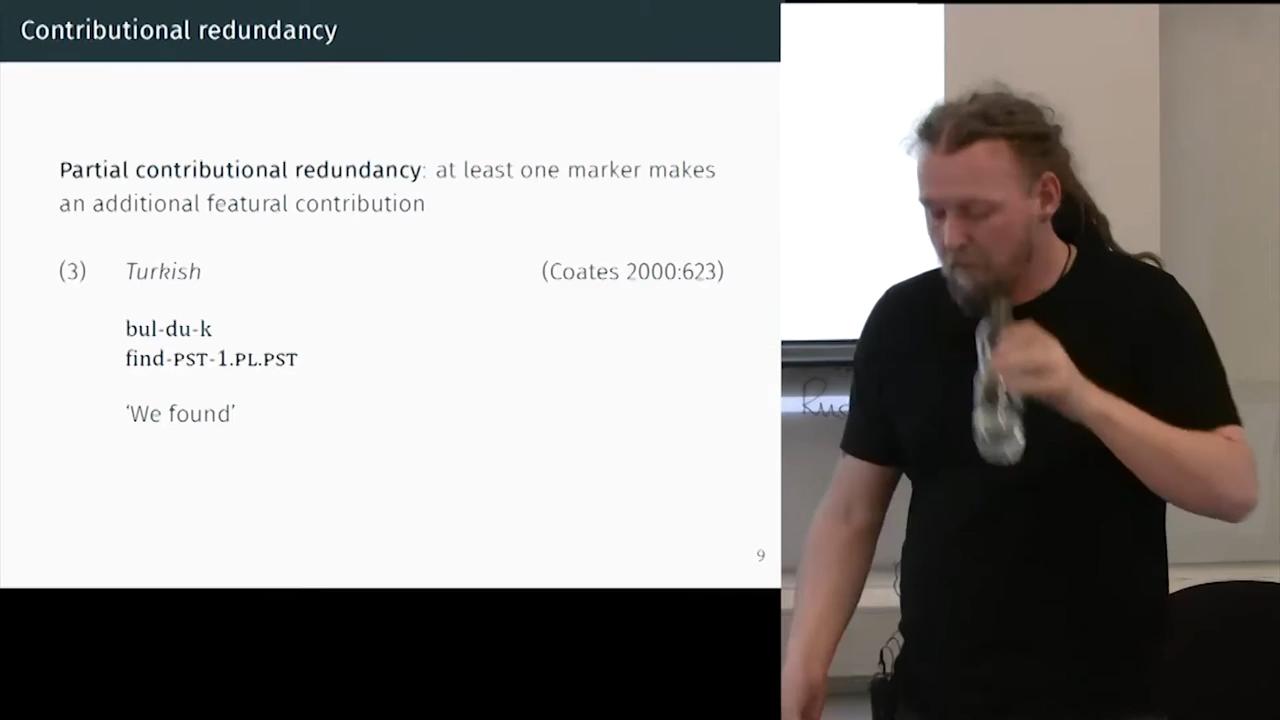 Contributional redundancy
Partial contributional redundancy: at least one marker makes
an additional featural contribution
(3) Turkish (Coates 2000:623)
bul-du-k
find-PST-1.PL.PST
‘We found’
9